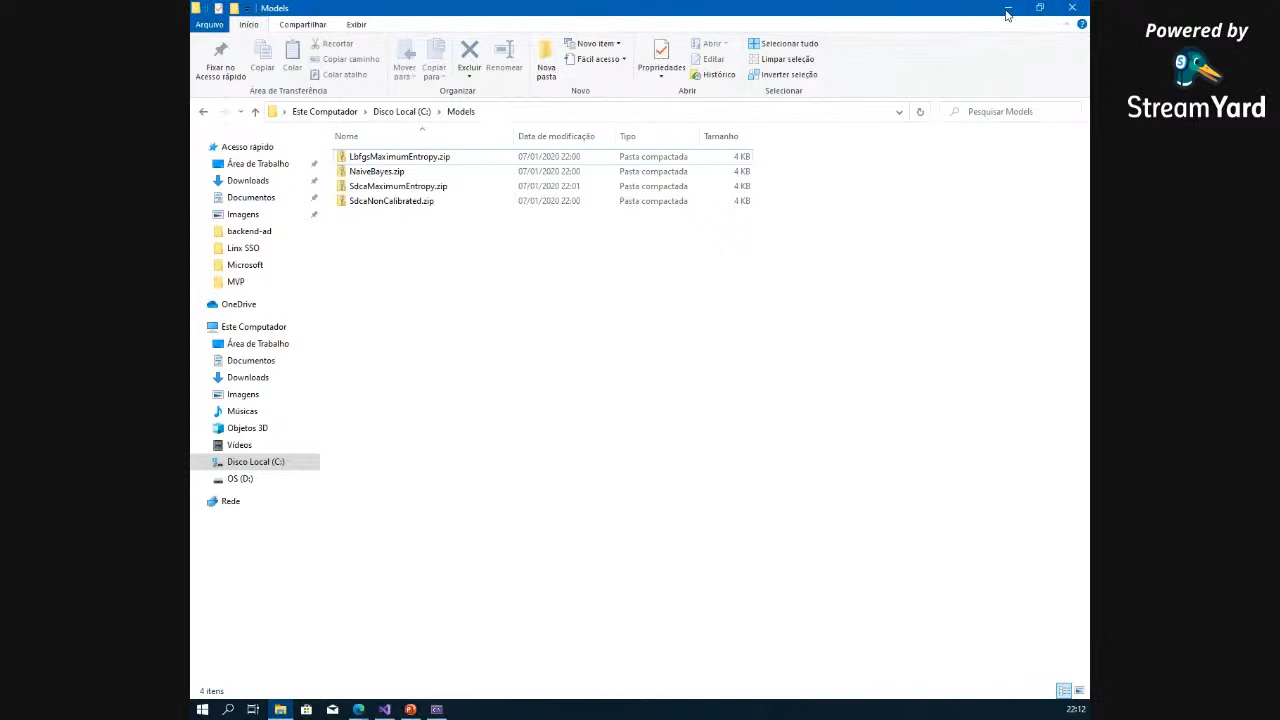 Models
Arquivo Início Compartilhar Exibir
Fixar no Acesso rápido
Copiar
Colar
Recortar
Copiar caminho
Colar atalho
Área de Transferência
Mover para
Copiar para
Excluir
Renomear
Organizar
Nova pasta
Novo item
Fácil acesso
Novo
Propriedades
Abrir
Editar
Histórico
Abrir
Selecionar tudo
Limpar seleção
Inverter seleção
Selecionar
Este Computador > Disco Local (C:) > Models
Pesquisar Models
Nome Data de modificação Tipo Tamanho
LbfgsMaximumEntropy.zip 07/01/2020 22:00 Pasta compactada 4 KB
NaiveBayes.zip 07/01/2020 22:00 Pasta compactada 4 KB
SdcaMaximumEntropy.zip 07/01/2020 22:01 Pasta compactada 4 KB
SdcaNonCalibrated.zip 07/01/2020 22:00 Pasta compactada 4 KB
Acesso rápido
Área de Trabalho
Downloads
Documentos
Imagens
backend-ad
Linx SSO
Microsoft
MVP
OneDrive
Este Computador
Área de Trabalho
Documentos
Downloads
Imagens
Músicas
Objetos 3D
Vídeos
Disco Local (C:)
OS (D:)
Rede
4 itens
22:12
Powered by
StreamYard